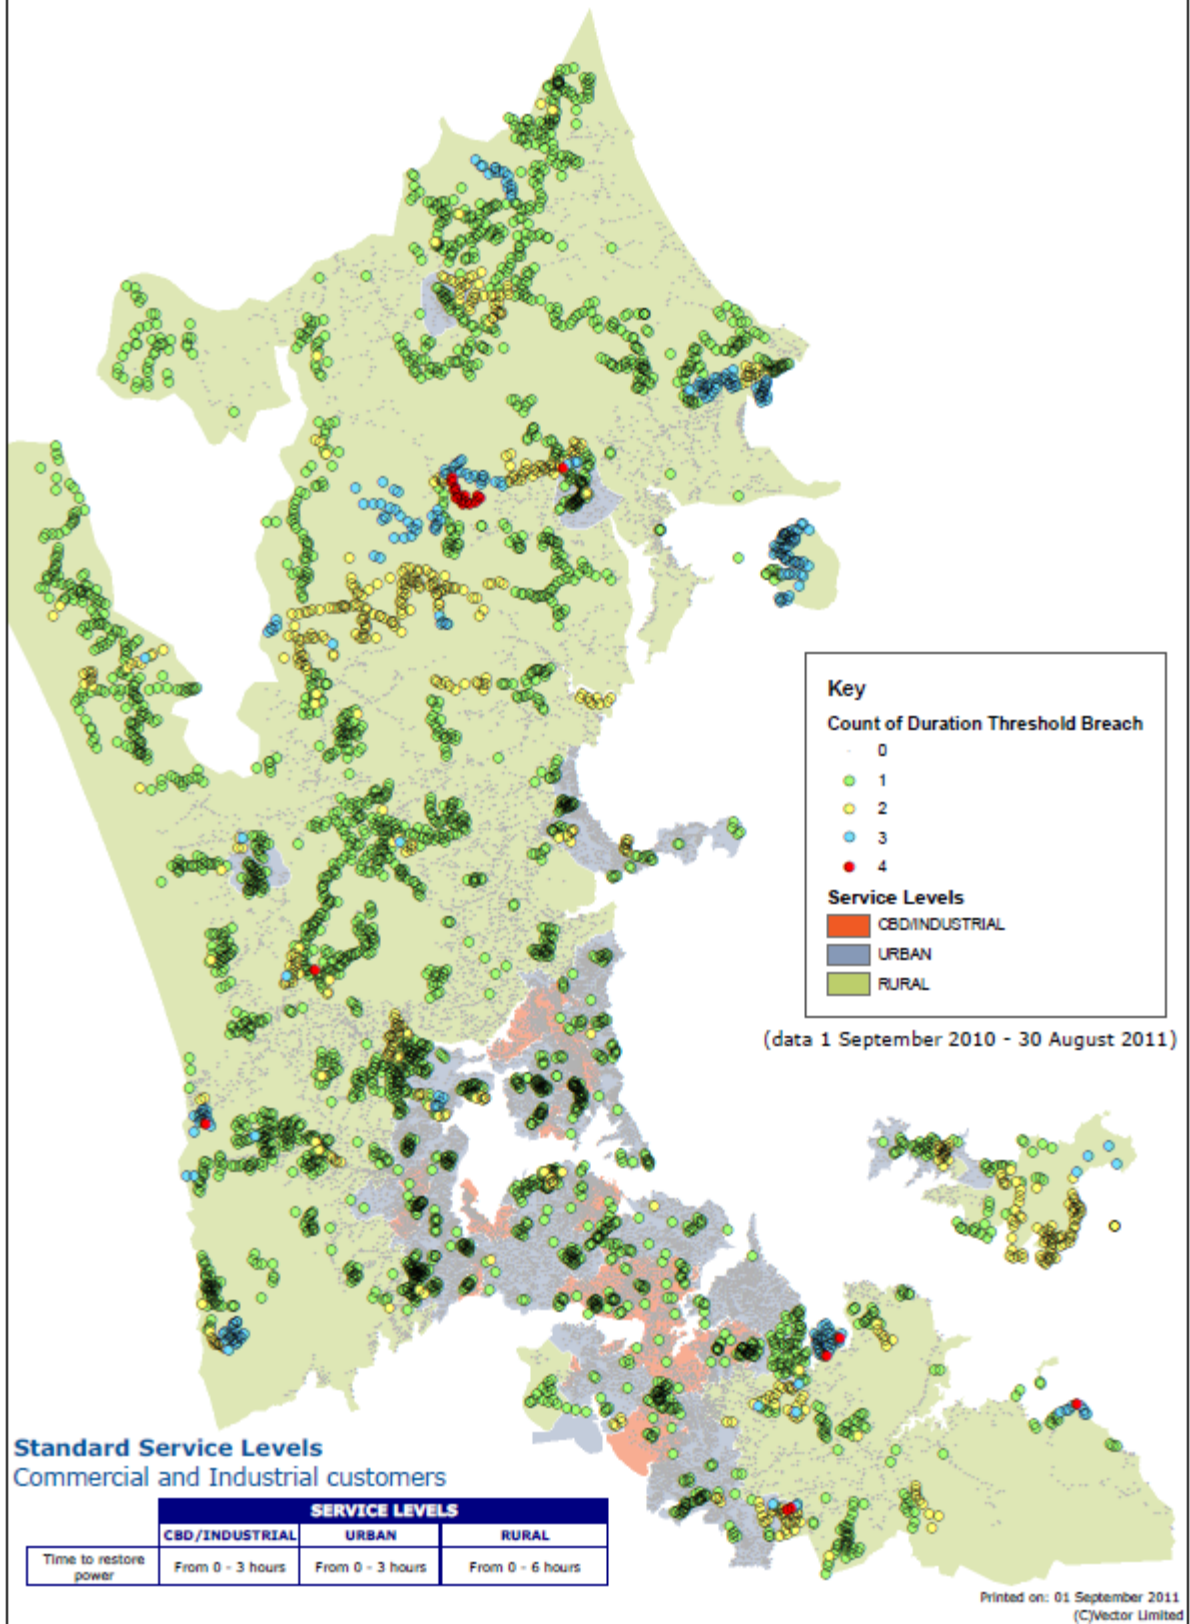 Key
Count of Duration Threshold Breach
0
1
2
3
4
Service Levels
CBD/INDUSTRIAL
URBAN
RURAL
(data 1 September 2010 - 30 August 2011)
Standard Service Levels
Commercial and Industrial customers
SERVICE LEVELS
CBD/INDUSTRIAL URBAN RURAL
Time to restore
power
From 0 - 3 hours From 0 - 3 hours From 0 - 6 hours
Printed on: 01 September 2011
(C)Vector Limited